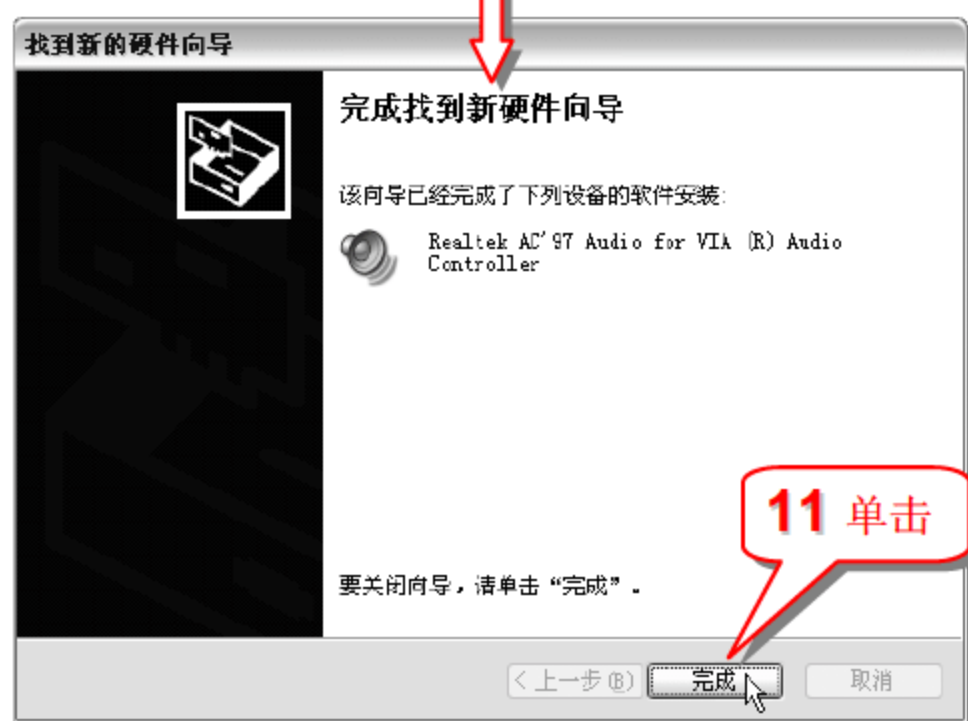 找到新的硬件向导
完成找到新硬件向导
该向导已经完成了下列设备的软件安装:
Realtek AC'97 Audio for VIA (R) Audio
Controller
11 单击
要关闭向导，请单击“完成”。
< 上一步(B)
完成
取消